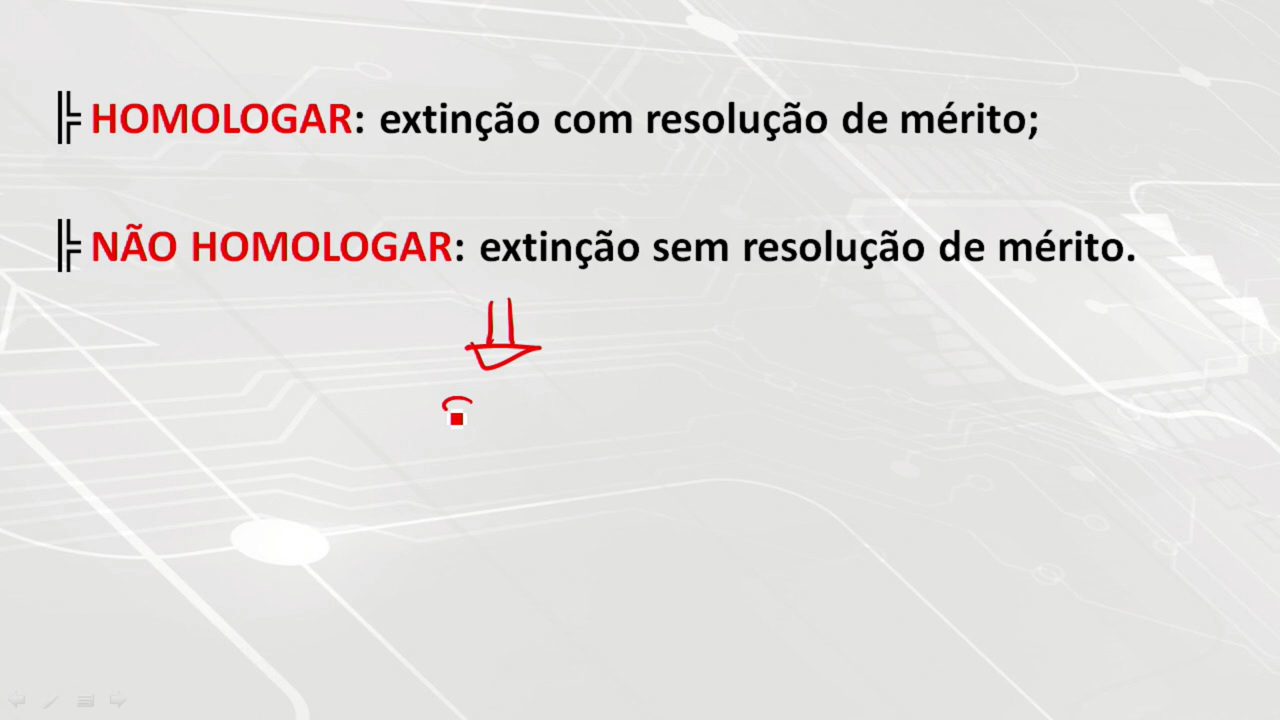 HOMOLOGAR: extinção com resolução de mérito;
NÃO HOMOLOGAR: extinção sem resolução de mérito.